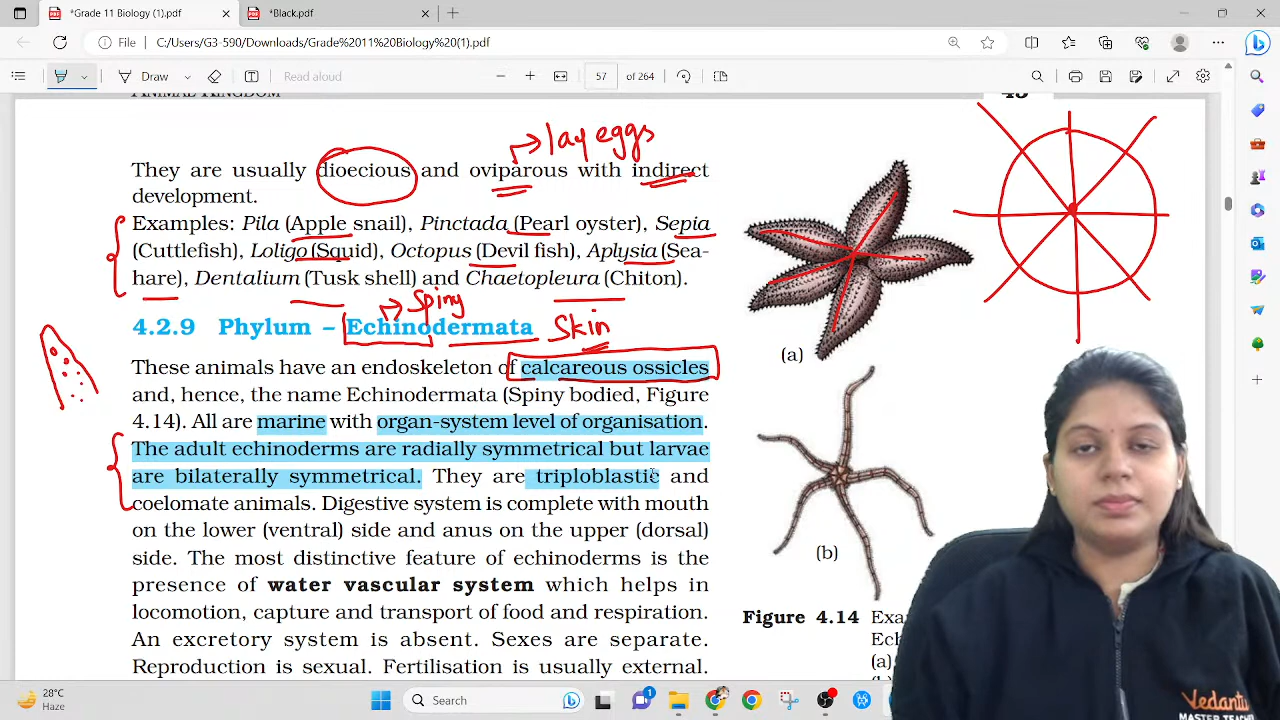 *Grade 11 Biology (1).pdf
*Black.pdf
File
C:/Users/G3-590/Downloads/Grade%2011%20Biology%20(1).pdf
Draw
Read aloud
57
of 264
ANIMAL KINGDOM
45
lay eggs
They are usually dioecious and oviparous with indirect
development.
Examples: Pila (Apple snail), Pinctada (Pearl oyster), Sepia
(Cuttlefish), Loligo (Squid), Octopus (Devil fish), Aplysia (Sea-
hare), Dentalium (Tusk shell) and Chaetopleura (Chiton).
Spiny
4.2.9 Phylum – Echinodermata
Skin
These animals have an endoskeleton of calcareous ossicles
and, hence, the name Echinodermata (Spiny bodied, Figure
4.14). All are marine with organ-system level of organisation.
The adult echinoderms are radially symmetrical but larvae
are bilaterally symmetrical. They are triploblastic and
coelomate animals. Digestive system is complete with mouth
on the lower (ventral) side and anus on the upper (dorsal)
side. The most distinctive feature of echinoderms is the
presence of water vascular system which helps in
locomotion, capture and transport of food and respiration.
An excretory system is absent. Sexes are separate.
Reproduction is sexual. Fertilisation is usually external.
(a)
(b)
Figure 4.14 Exa
Ech
(a)
Vedantu
MASTER TEACHER
28°C
Haze
Search
1